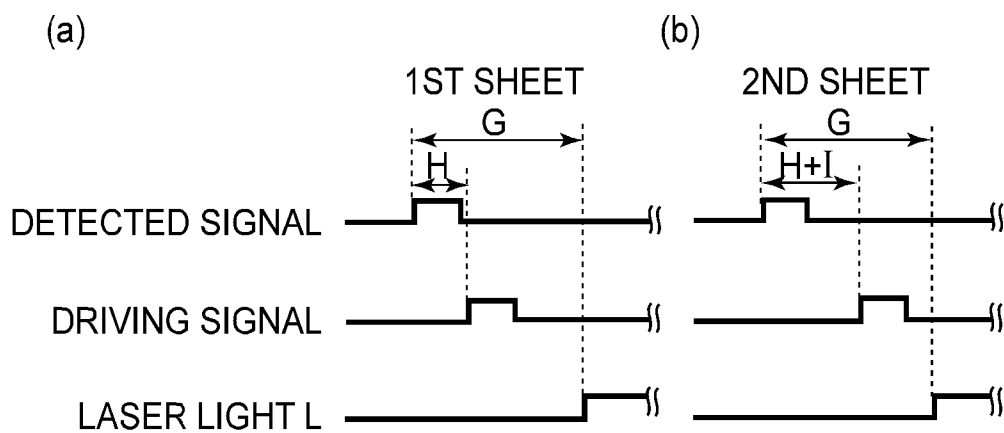 (a)
(b)
1ST SHEET
2ND SHEET
G
G
H
H+I
DETECTED SIGNAL
DRIVING SIGNAL
LASER LIGHT L